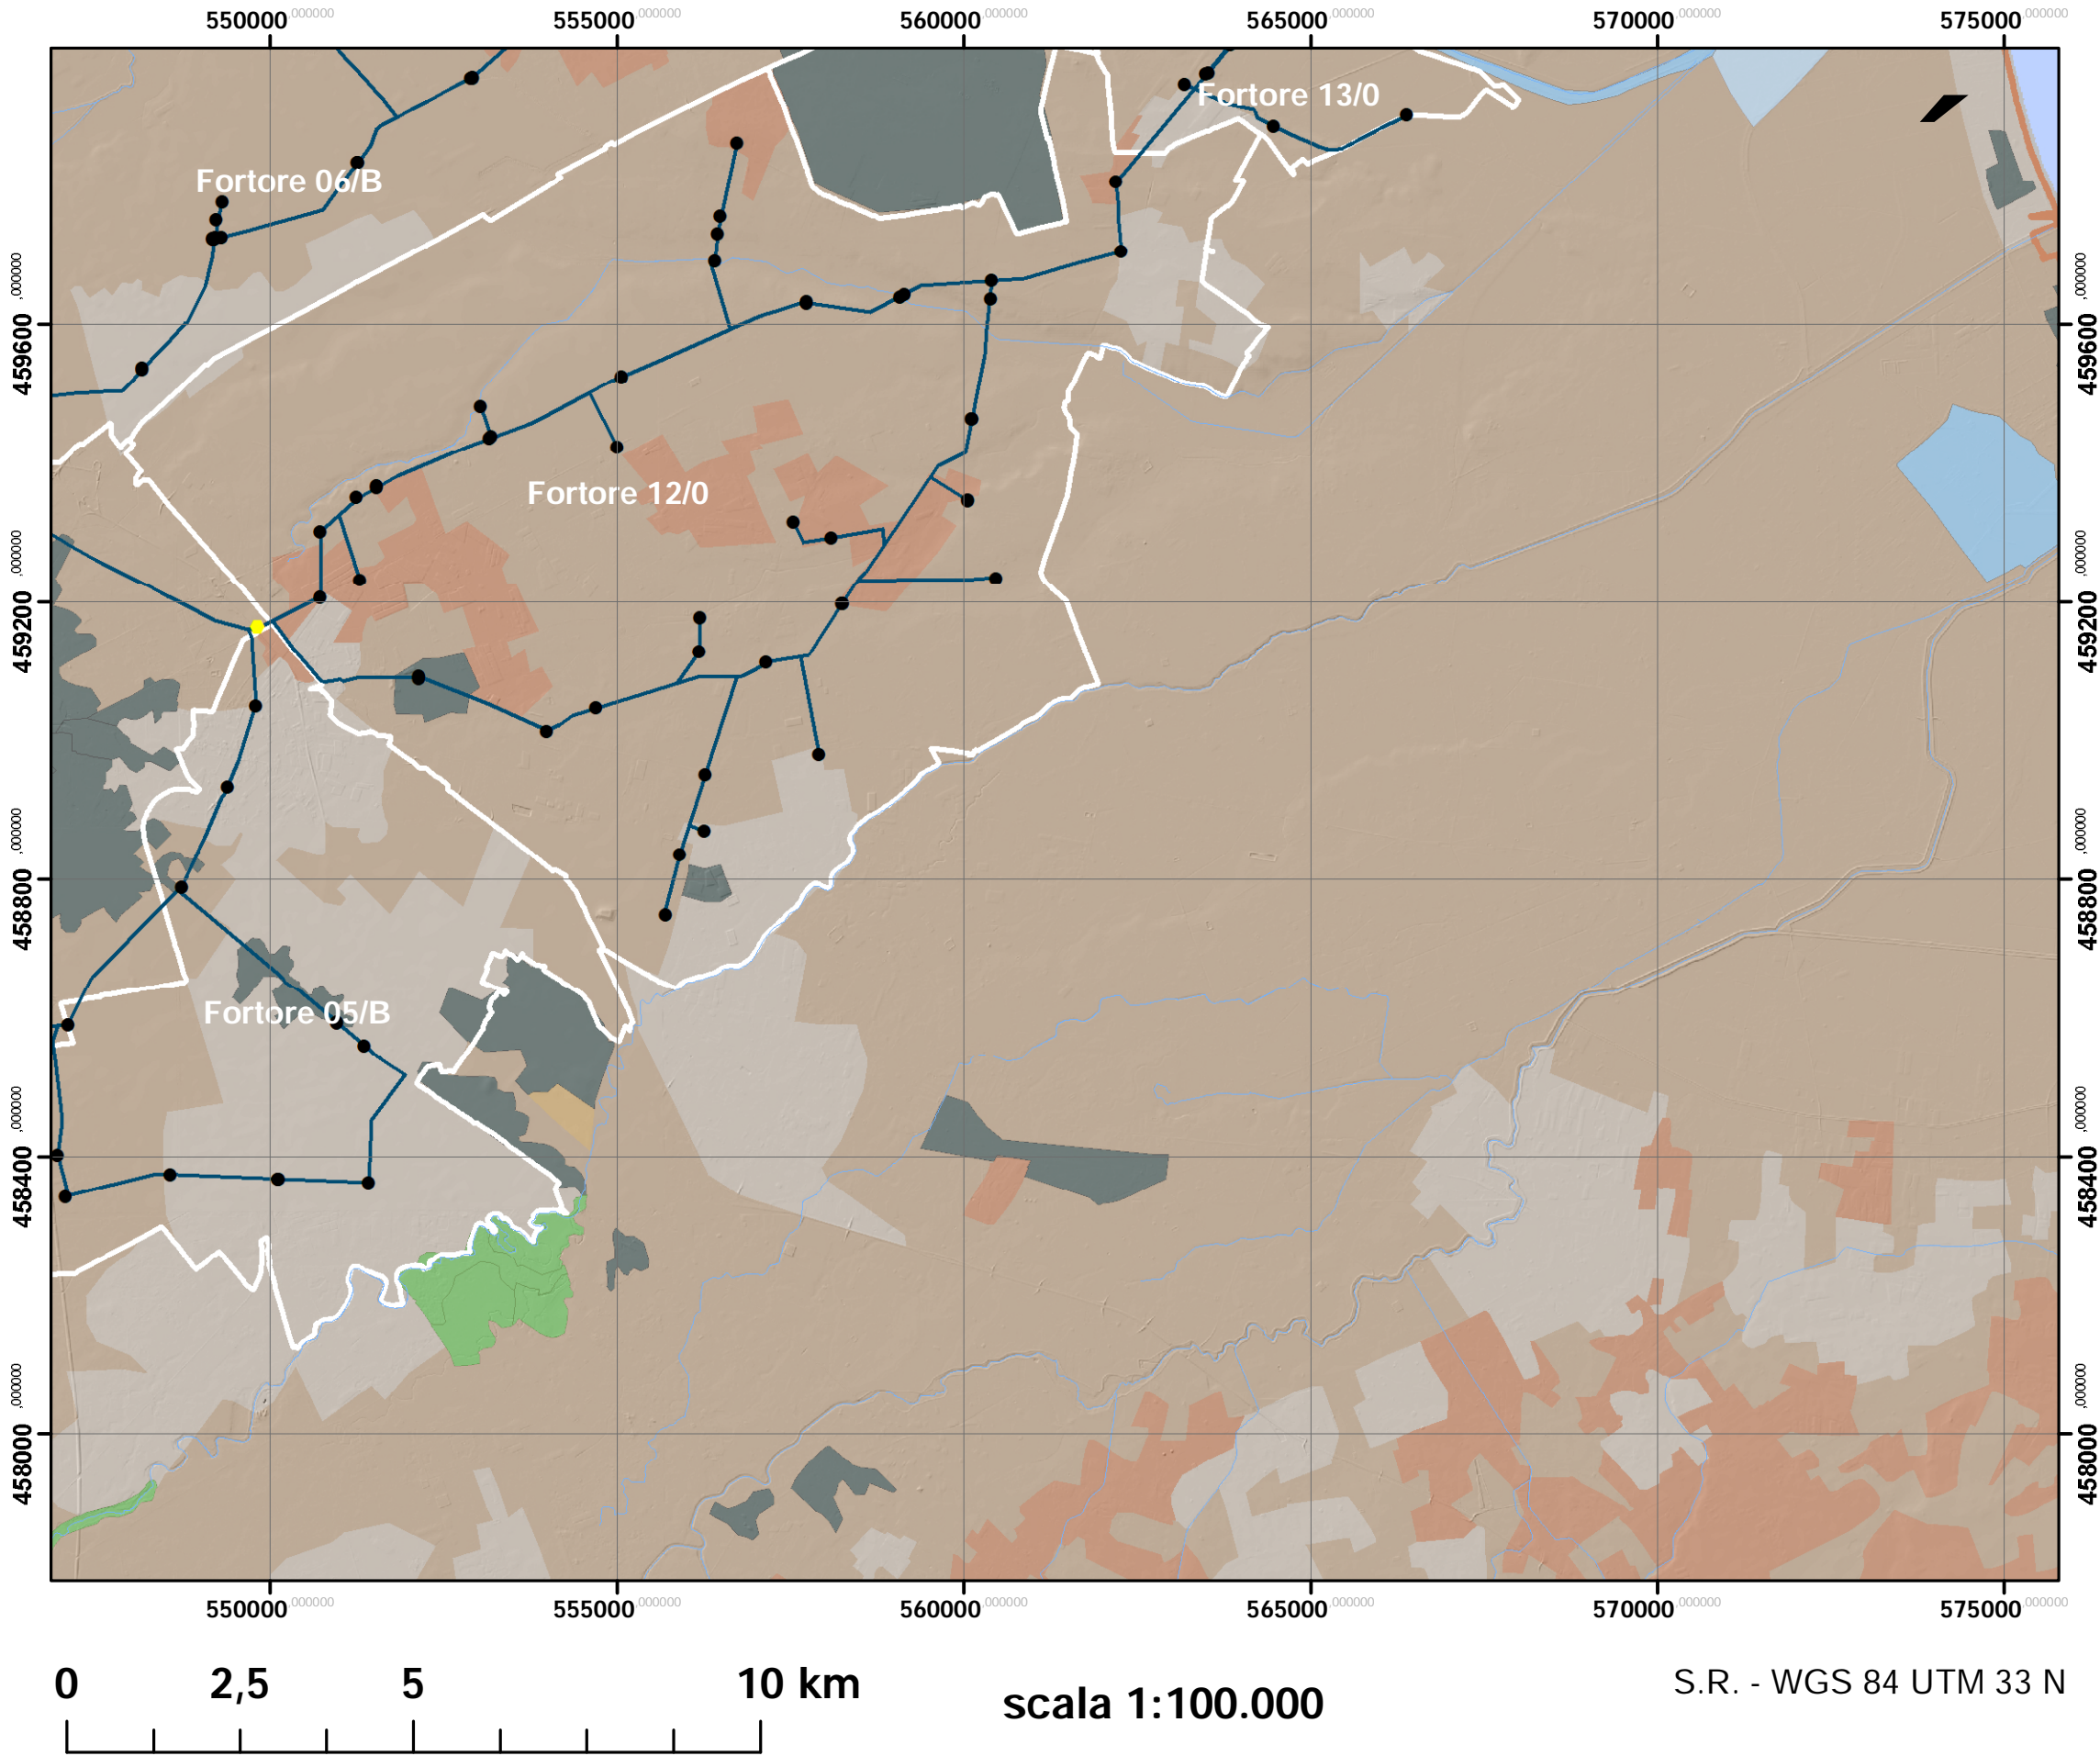 550000,000000 555000,000000 560000,000000 565000,000000 570000,000000 575000,000000
Fortore 13/0
Fortore 06/B
4596000,000000 4596000,000000
Fortore 12/0
4592000,000000 4592000,000000
4588000,000000 4588000,000000
Fortore 05/B
4584000,000000 4584000,000000
4580000,000000 4580000,000000
550000,000000 555000,000000 560000,000000 565000,000000 570000,000000 575000,000000
0 2,5 5 10 km
scala 1:100.000
S.R. - WGS 84 UTM 33 N